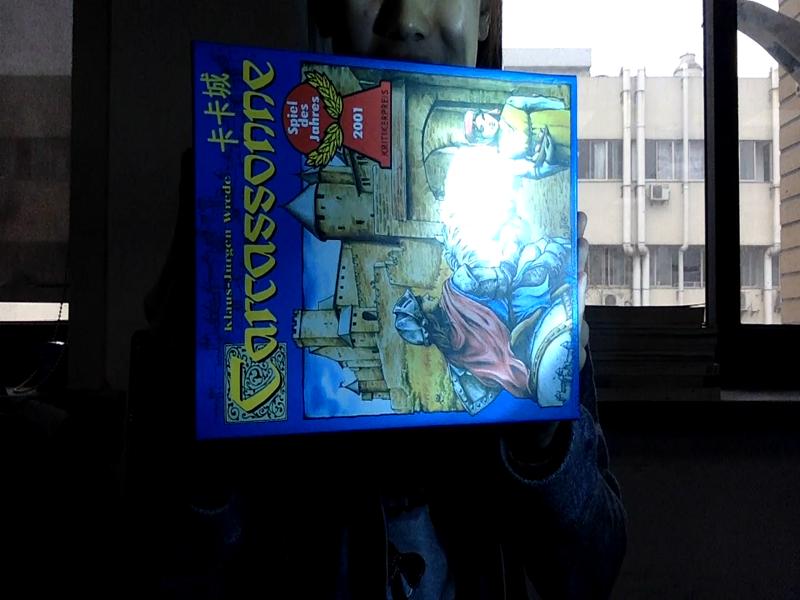 卡卡城
Klaus-Jürgen Wrede
Carcassonne
Spiel
des
Jahres
2001
KRITIKERPREIS